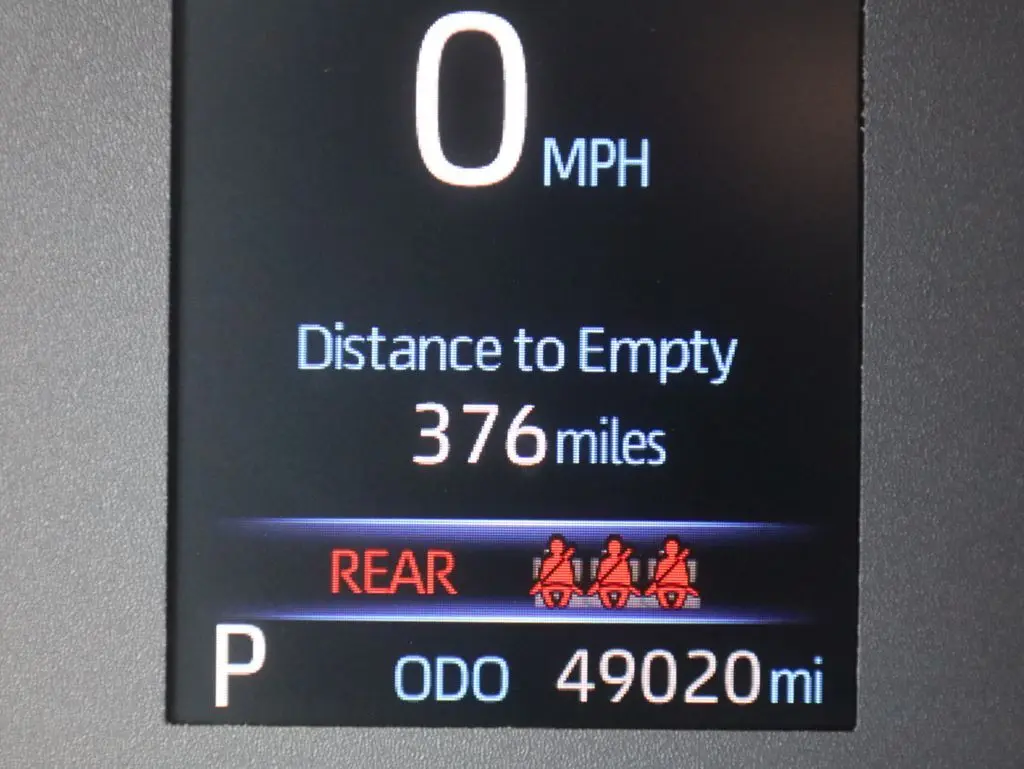 0 MPH
Distance to Empty
376 miles
REAR
P ODO 49020 mi